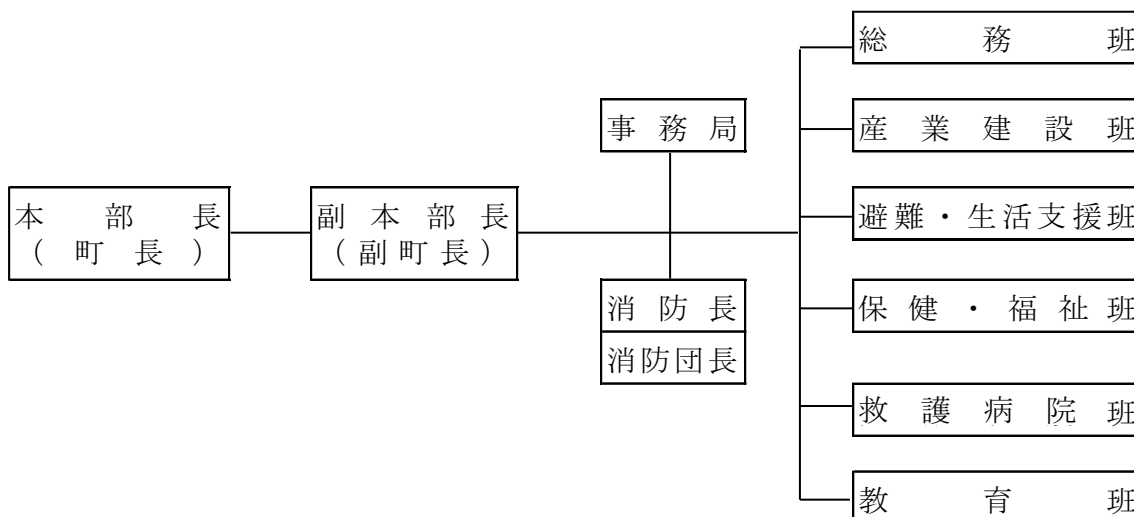 本部長
(町長)
副本部長
(副町長)
事務局
消防長
消防団長
総務班
産業建設班
避難・生活支援班
保健・福祉班
救護病院班
教育班